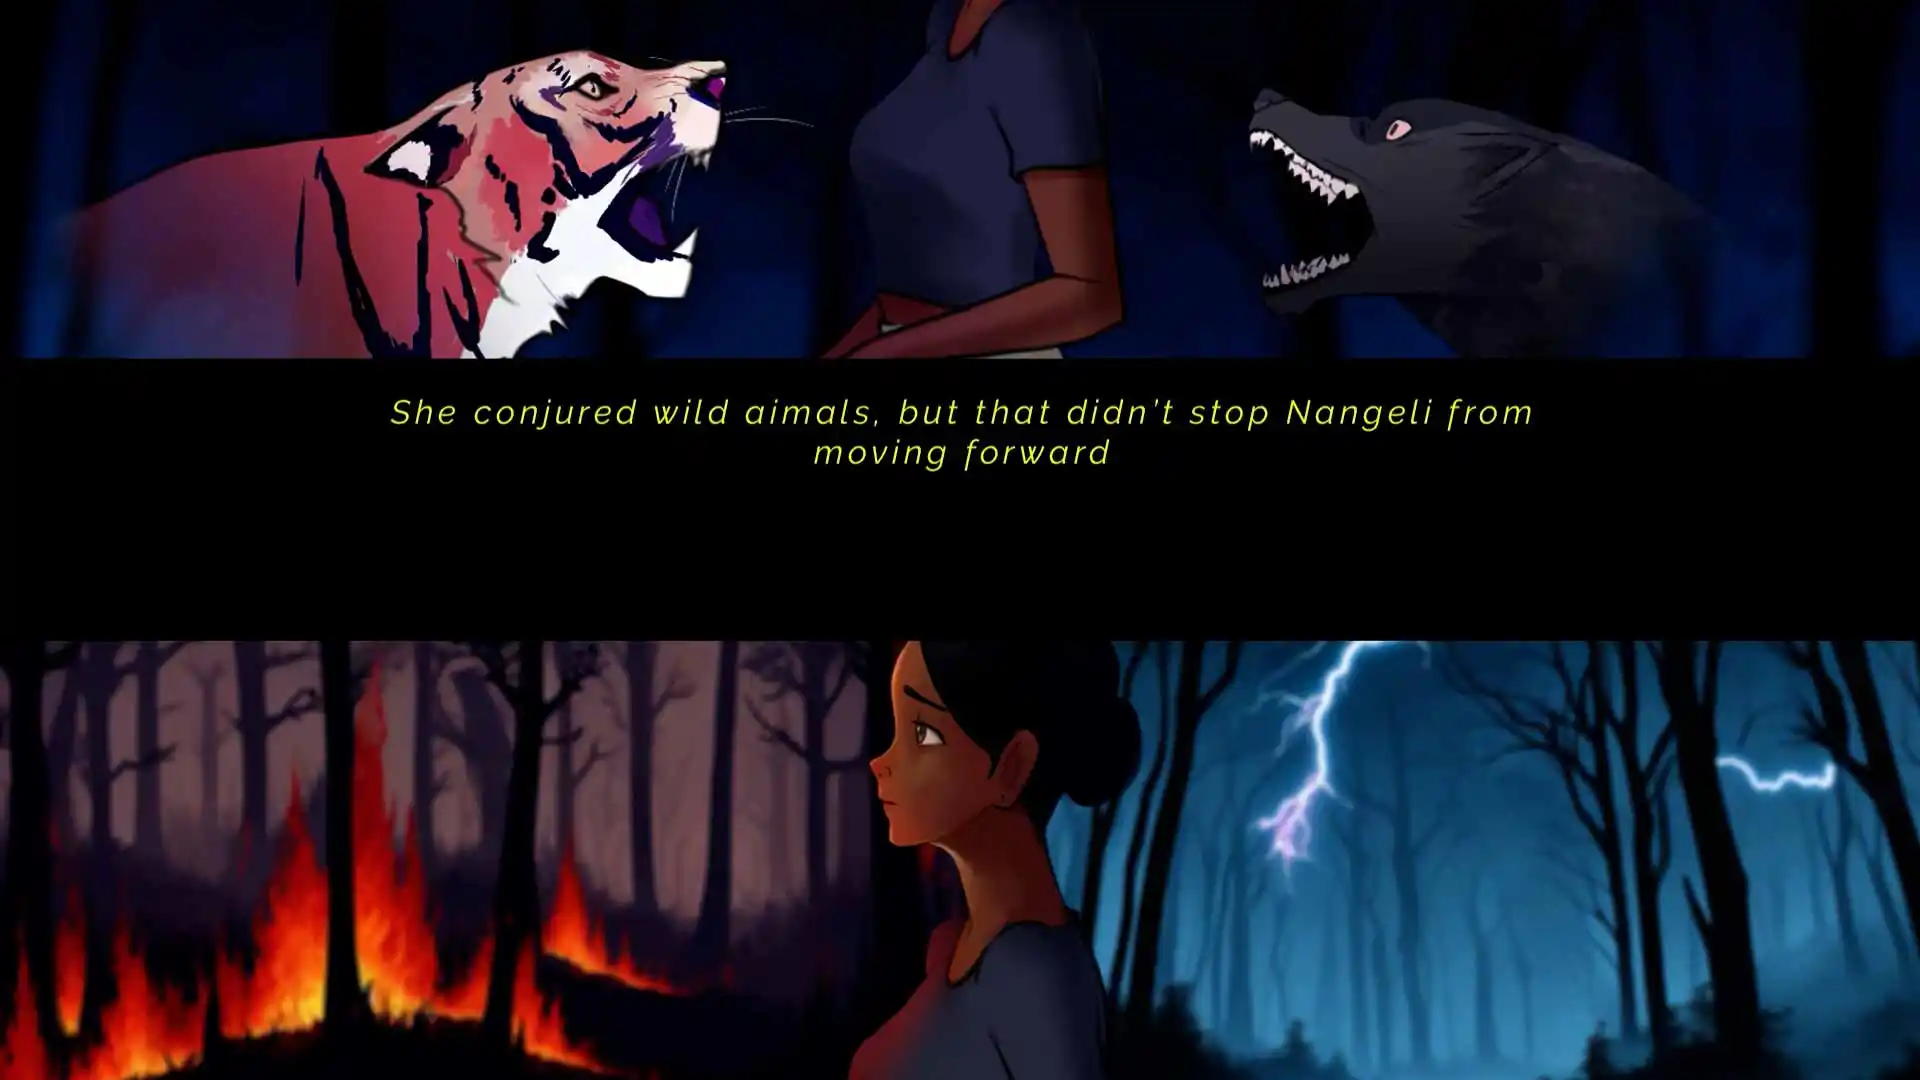 She conjured wild aimals, but that didn't stop Nangeli from
moving forward